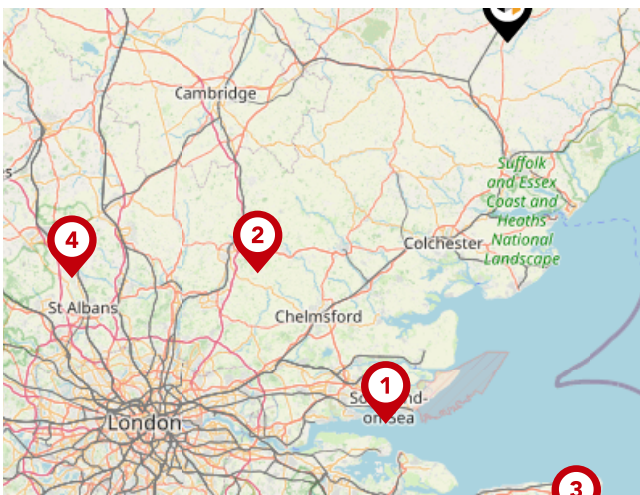 Cambridge
Suffolk
and Essex
Coast and
Heaths
National
Landscape
4
2
Colchester
St Albans
Chelmsford
1
on Sea
London
3